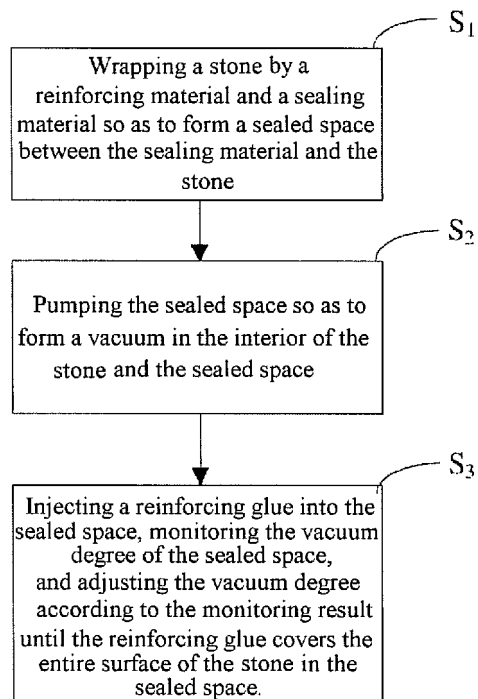 S1
Wrapping a stone by a
reinforcing material and a sealing
material so as to form a sealed space
between the sealing material and the
stone
S2
Pumping the sealed space so as to
form a vacuum in the interior of the
stone and the sealed space
S3
Injecting a reinforcing glue into the
sealed space, monitoring the vacuum
degree of the sealed space,
and adjusting the vacuum degree
according to the monitoring result
until the reinforcing glue covers the
entire surface of the stone in the
sealed space.